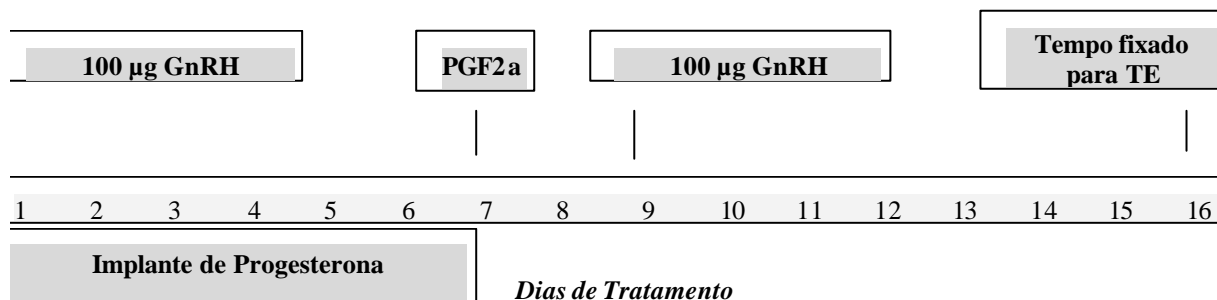 100 µg GnRH
PGF2a
100 µg GnRH
Tempo fixado
para TE
1 2 3 4 5 6 7 8 9 10 11 12 13 14 15 16
Implante de Progesterona
Dias de Tratamento